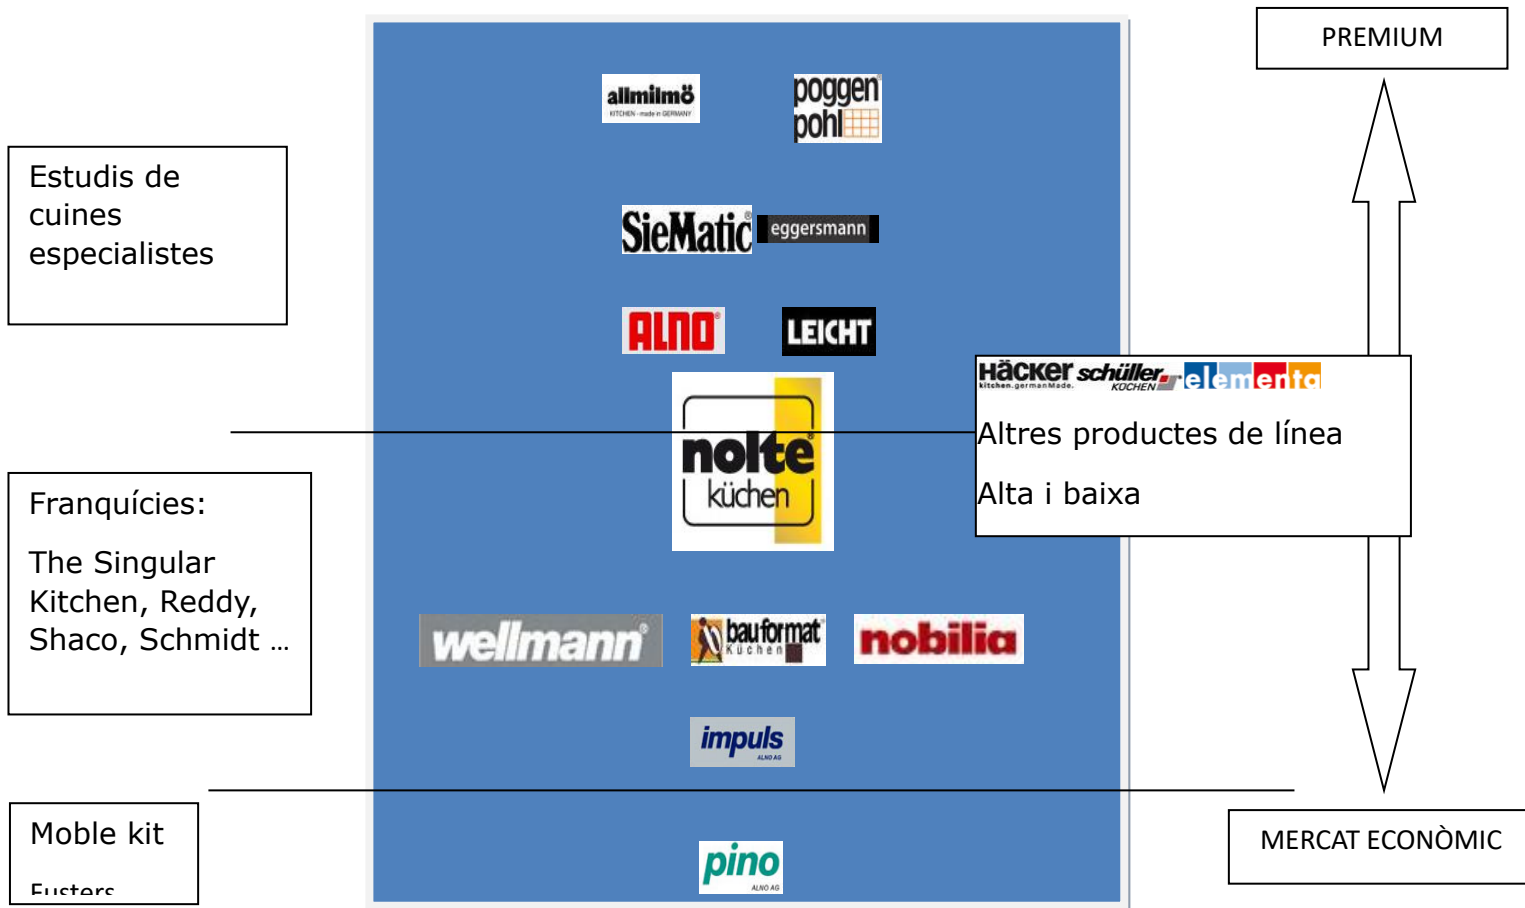 PREMIUM
allmilmö
KITCHEN - made in GERMANY
poggen
pohl
Estudis de
cuines
especialistes
SieMatic®
eggersmann
ALNO®
LEICHT
HäCKER
kitchen.germanMade.
schüller
KÜCHEN
elementa
Altres productes de línea
Alta i baixa
nolte®
küchen
Franquícies:
The Singular
Kitchen, Reddy,
Shaco, Schmidt ...
wellmann®
bauformat
Küchen
nobilia
impuls
ALNO AG
Moble kit
Fusters
MERCAT ECONÒMIC
pino
ALNO AG